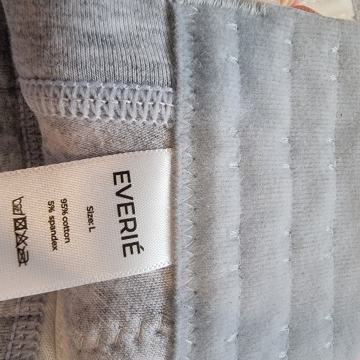 EVERIÉ
Size: L
95% cotton
5% spandex